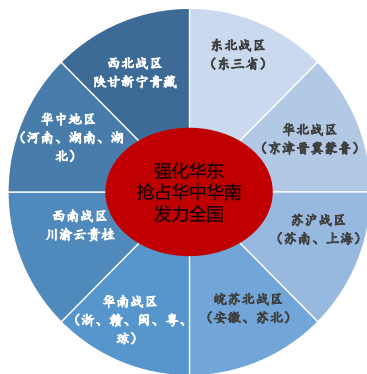 东北战区
（东三省）
华北战区
（京津晋冀蒙鲁）
苏沪战区
（苏南、上海）
皖苏北战区
（安徽、苏北）
华南战区
（浙、赣、闽、粤、
琼）
西南战区
川渝云贵桂
华中地区
（河南、湖南、湖
北）
西北战区
陕甘新宁青藏
强化华东
抢占华中华南
发力全国